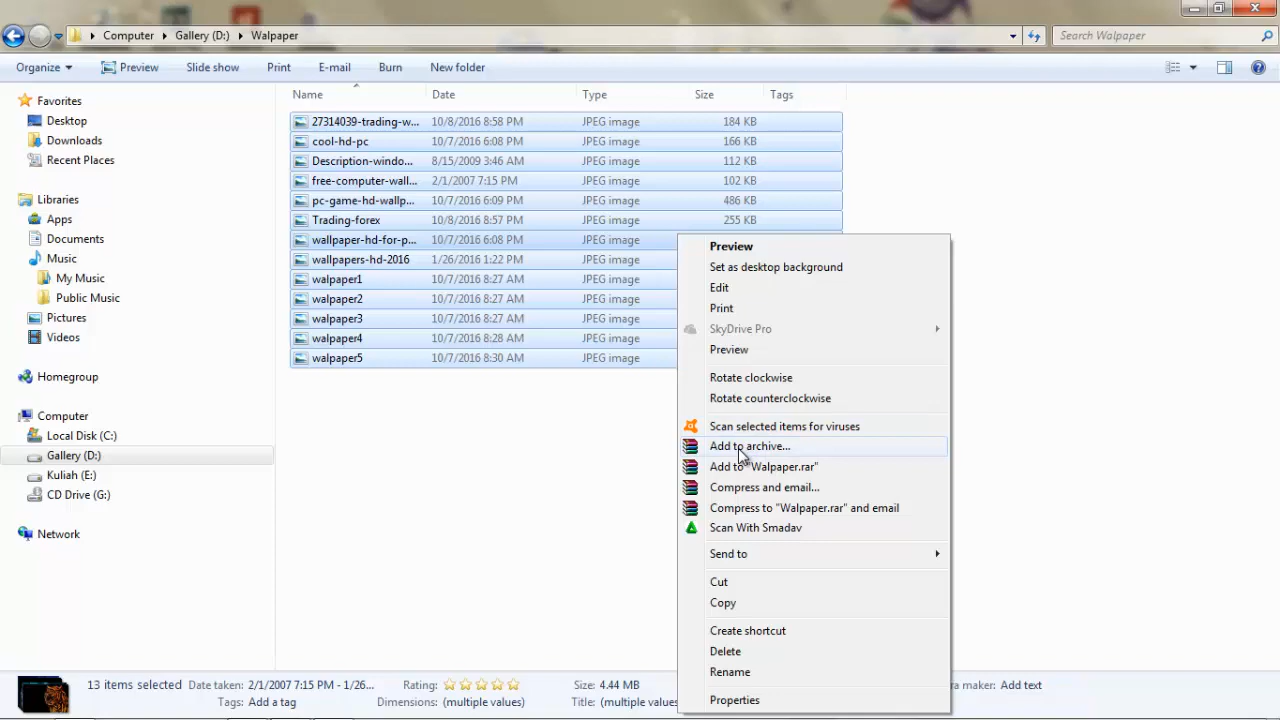 Computer Gallery (D:) Walpaper Search Walpaper
Organize Preview Slide show Print E-mail Burn New folder
Favorites
Desktop
Downloads
Recent Places
Libraries
Apps
Documents
Music
My Music
Public Music
Pictures
Videos
Homegroup
Computer
Local Disk (C:)
Gallery (D:)
Kuliah (E:)
CD Drive (G:)
Network
Name Date Type Size Tags
27314039-trading-w... 10/8/2016 8:58 PM JPEG image 184 KB
cool-hd-pc 10/7/2016 6:08 PM JPEG image 166 KB
Description-windo... 8/15/2009 3:46 AM JPEG image 112 KB
free-computer-wall... 2/1/2007 7:15 PM JPEG image 102 KB
pc-game-hd-wallp... 10/7/2016 6:09 PM JPEG image 486 KB
Trading-forex 10/8/2016 8:57 PM JPEG image 255 KB
wallpaper-hd-for-p... 10/7/2016 6:08 PM JPEG image
wallpapers-hd-2016 1/26/2016 1:22 PM JPEG image
walpaper1 10/7/2016 8:27 AM JPEG image
walpaper2 10/7/2016 8:27 AM JPEG image
walpaper3 10/7/2016 8:27 AM JPEG image
walpaper4 10/7/2016 8:28 AM JPEG image
walpaper5 10/7/2016 8:30 AM JPEG image
Preview
Set as desktop background
Edit
Print
SkyDrive Pro
Preview
Rotate clockwise
Rotate counterclockwise
Scan selected items for viruses
Add to archive...
Add to "Walpaper.rar"
Compress and email...
Compress to "Walpaper.rar" and email
Scan With Smadav
Send to
Cut
Copy
Create shortcut
Delete
Rename
Properties
13 items selected Date taken: 2/1/2007 7:15 PM - 1/26... Rating: Size: 4.44 MB ra maker: Add text
Tags: Add a tag Dimensions: (multiple values) Title: (multiple values